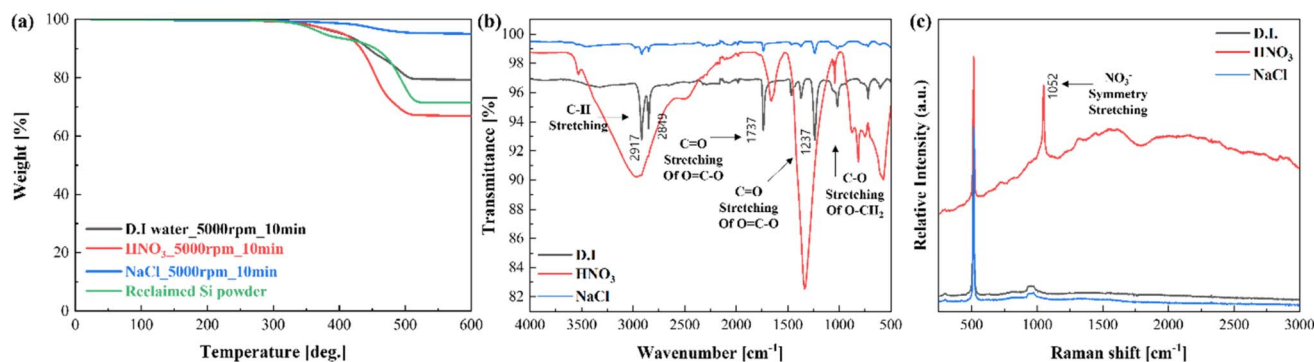 (a)
100
80
60
40
20
0
Weight [%]
D.I water_5000rpm_10min
HNO₃_5000rpm_10min
NaCl_5000rpm_10min
Reclaimed Si powder
0 100 200 300 400 500 600
Temperature [deg.]
(b)
100
98
96
94
92
90
88
86
84
82
Transmittance [%]
C-H
Stretching
2917
2849
C=O
Stretching
Of O=C-O
1737
C=O
Stretching
Of O=C-O
1237
C-O
Stretching
Of O-CH₂
D.I
HNO₃
NaCl
4000 3500 3000 2500 2000 1500 1000 500
Wavenumber [cm⁻¹]
(c)
Relative Intensity (a.u.)
D.I.
HNO₃
NaCl
1052
NO₃⁻
Symmetry
Stretching
500 1000 1500 2000 2500 3000
Raman shift [cm⁻¹]